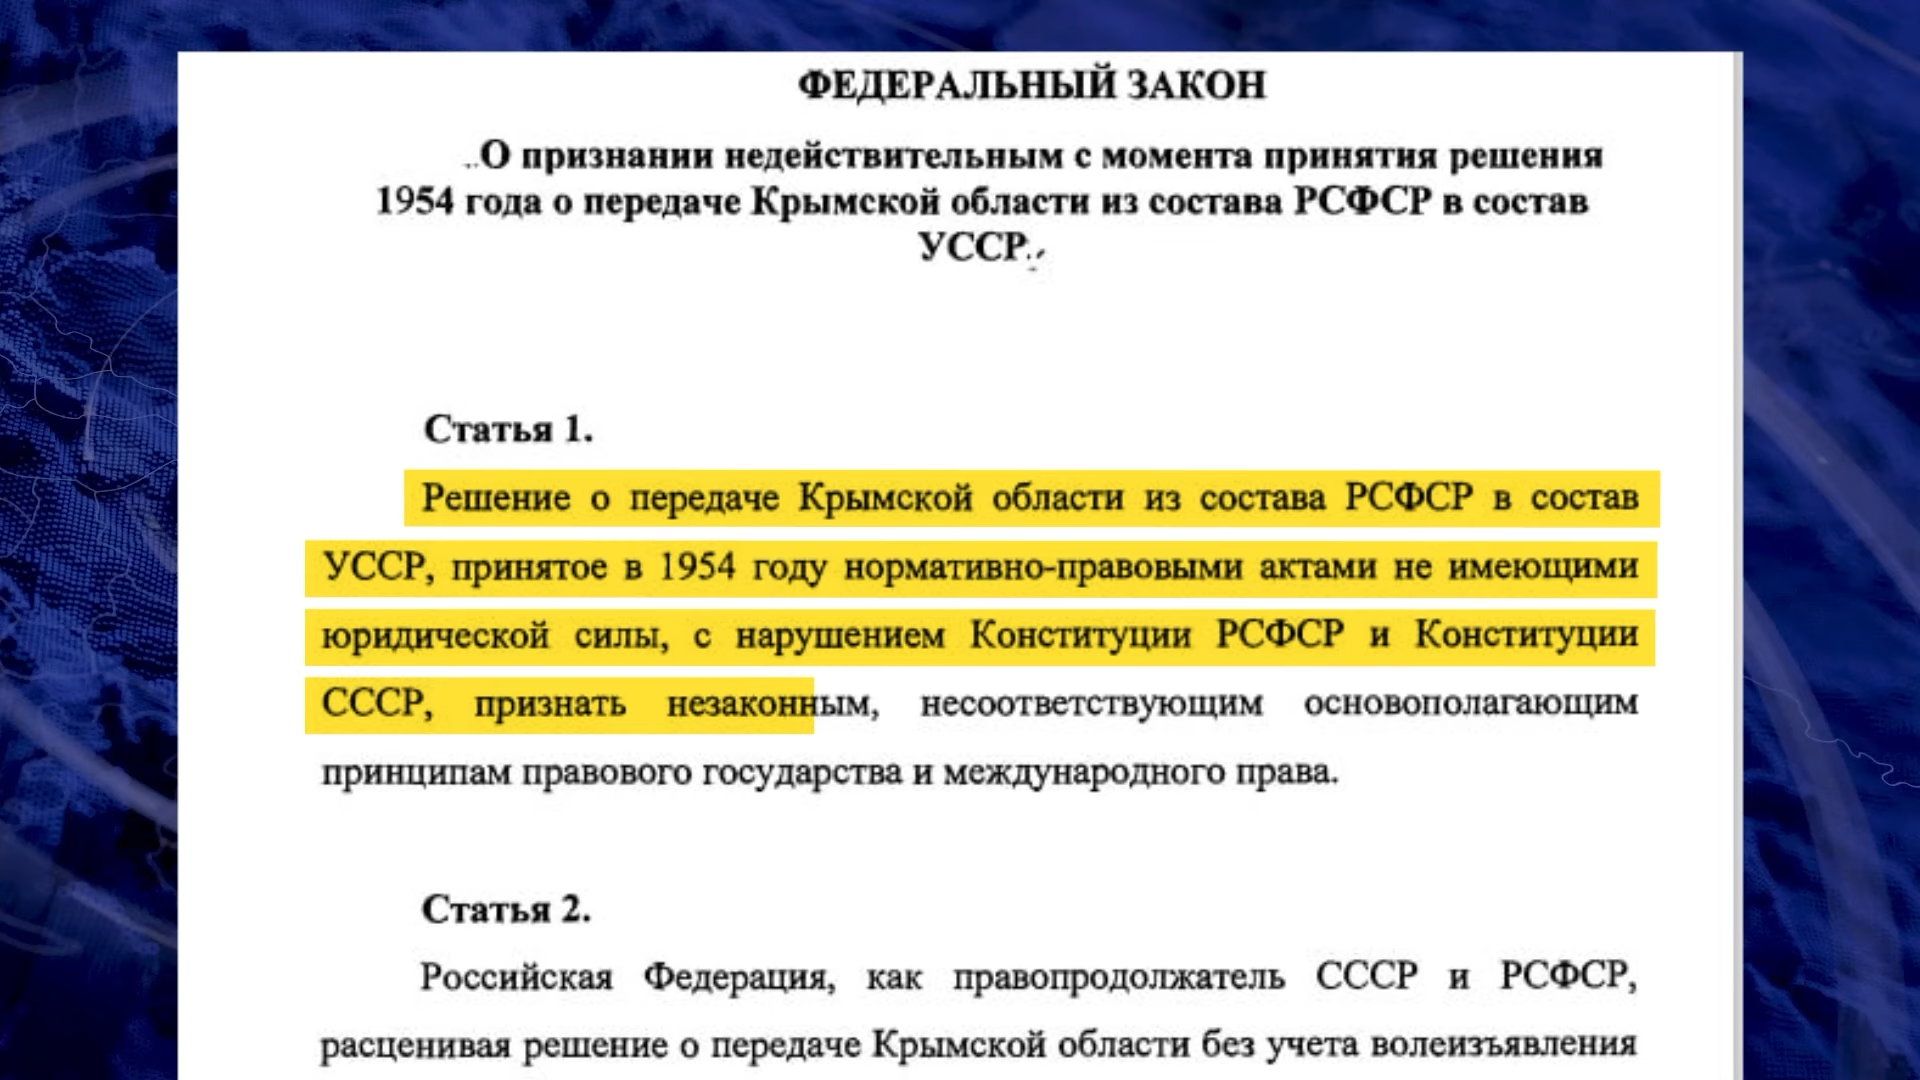 ФЕДЕРАЛЬНЫЙ ЗАКОН
О признании недействительным с момента принятия решения
1954 года о передаче Крымской области из состава РСФСР в состав
УССР.
Статья 1.
Решение о передаче Крымской области из состава РСФСР в состав
УССР, принятое в 1954 году нормативно-правовыми актами не имеющими
юридической силы, с нарушением Конституции РСФСР и Конституции
СССР, признать незаконным, несоответствующим основополагающим
принципам правового государства и международного права.
Статья 2.
Российская Федерация, как правопродолжатель СССР и РСФСР,
расценивая решение о передаче Крымской области без учета волеизъявления